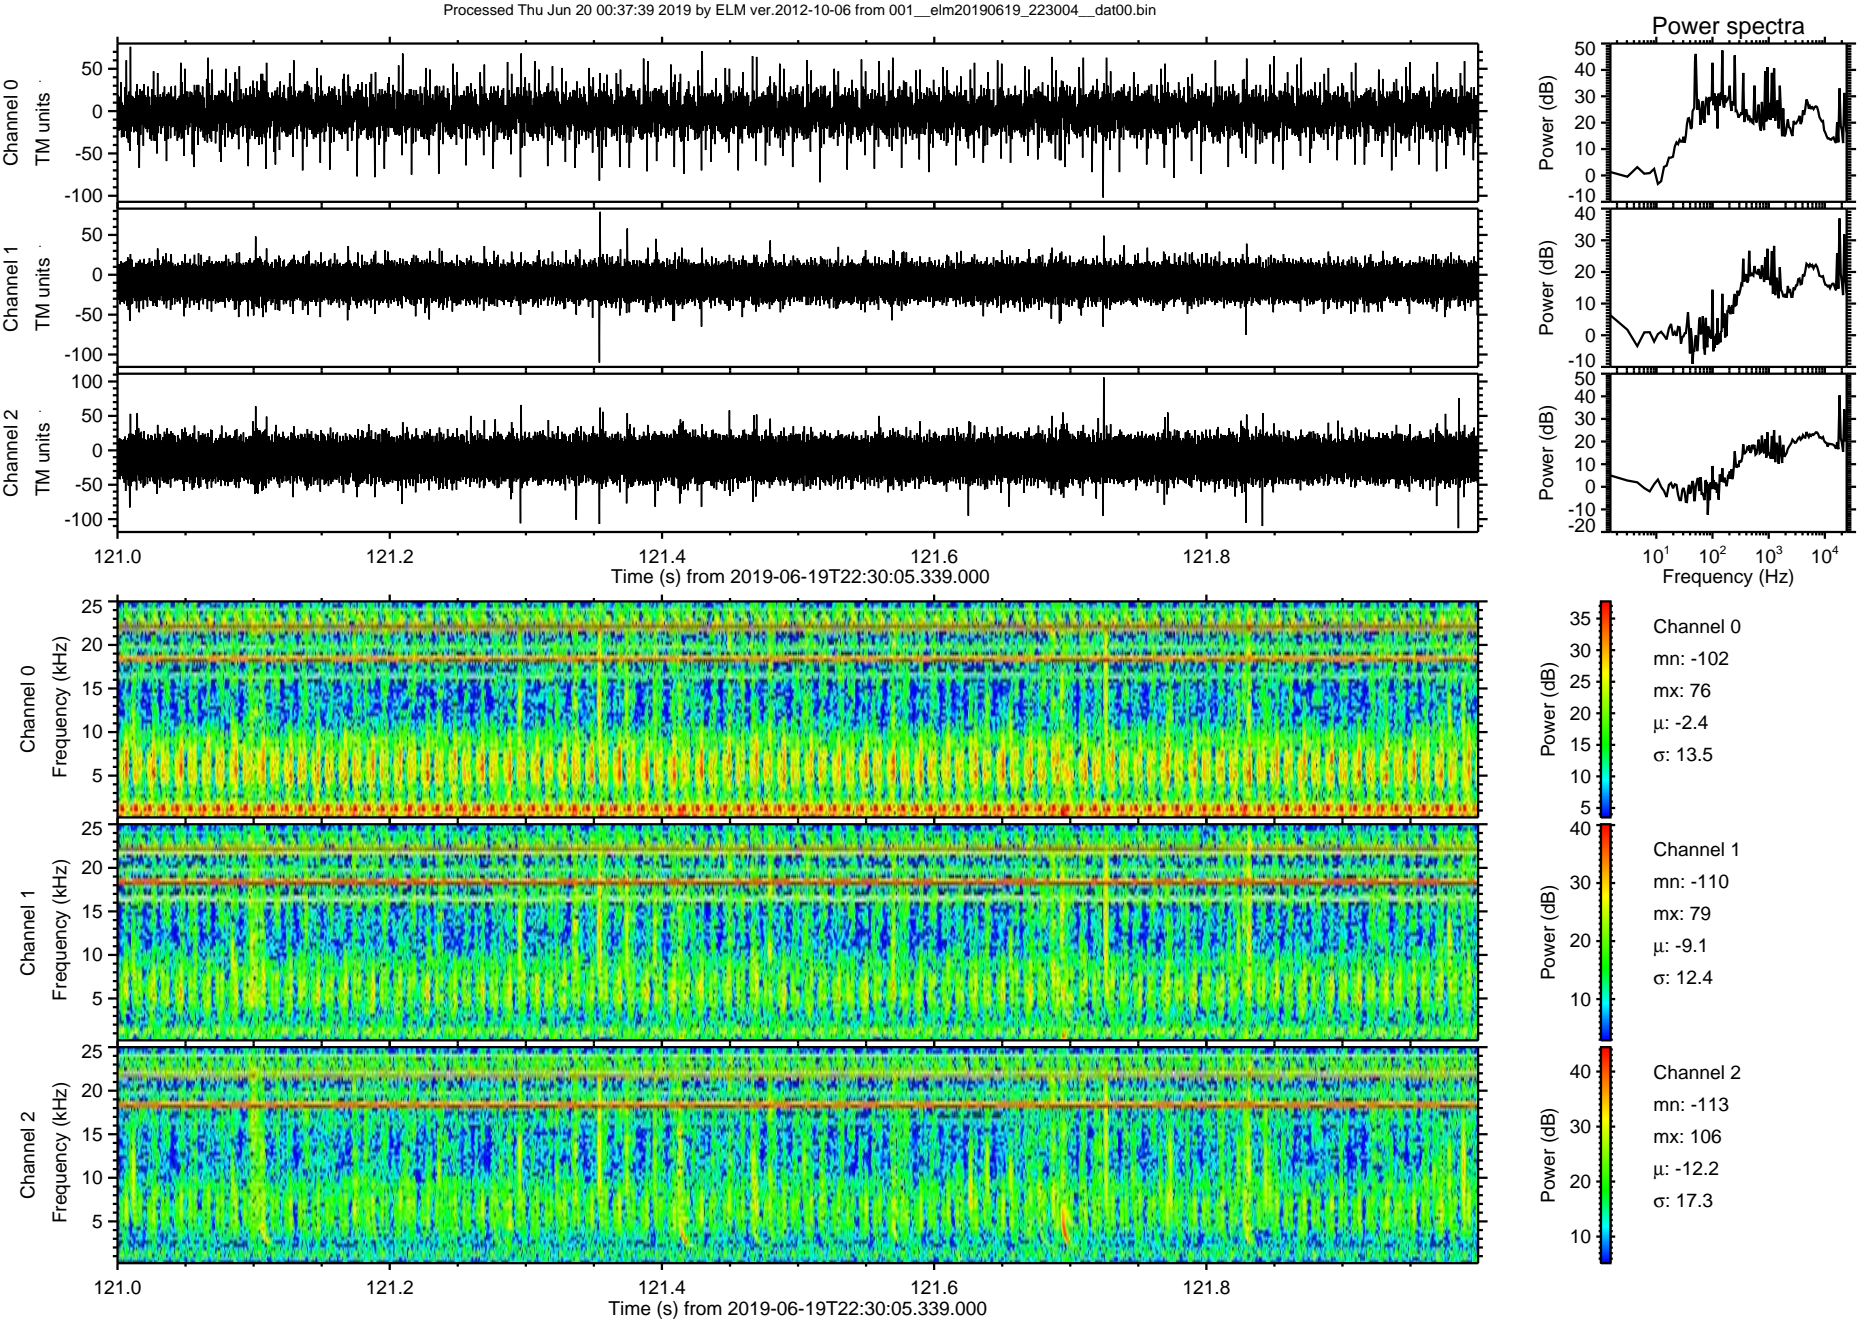 Processed Thu Jun 20 00:37:39 2019 by ELM ver.2012-10-06 from 001__elm20190619_223004__dat00.bin
Power spectra
Channel 0
TM units
50
0
-50
-100
Power (dB)
50
40
30
20
10
0
-10
Channel 1
TM units
50
0
-50
-100
Power (dB)
40
30
20
10
0
-10
Channel 2
TM units
100
50
0
-50
-100
Power (dB)
50
40
30
20
10
0
-10
-20
121.0 121.2 121.4 121.6 121.8
Time (s) from 2019-06-19T22:30:05.339.000
10^1 10^2 10^3 10^4
Frequency (Hz)
Channel 0
Frequency (kHz)
25
20
15
10
5
Power (dB)
35
30
25
20
15
10
5
Channel 0
mn: -102
mx: 76
μ: -2.4
σ: 13.5
Channel 1
Frequency (kHz)
25
20
15
10
5
Power (dB)
40
30
20
10
Channel 1
mn: -110
mx: 79
μ: -9.1
σ: 12.4
Channel 2
Frequency (kHz)
25
20
15
10
5
Power (dB)
40
30
20
10
Channel 2
mn: -113
mx: 106
μ: -12.2
σ: 17.3
121.0 121.2 121.4 121.6 121.8
Time (s) from 2019-06-19T22:30:05.339.000